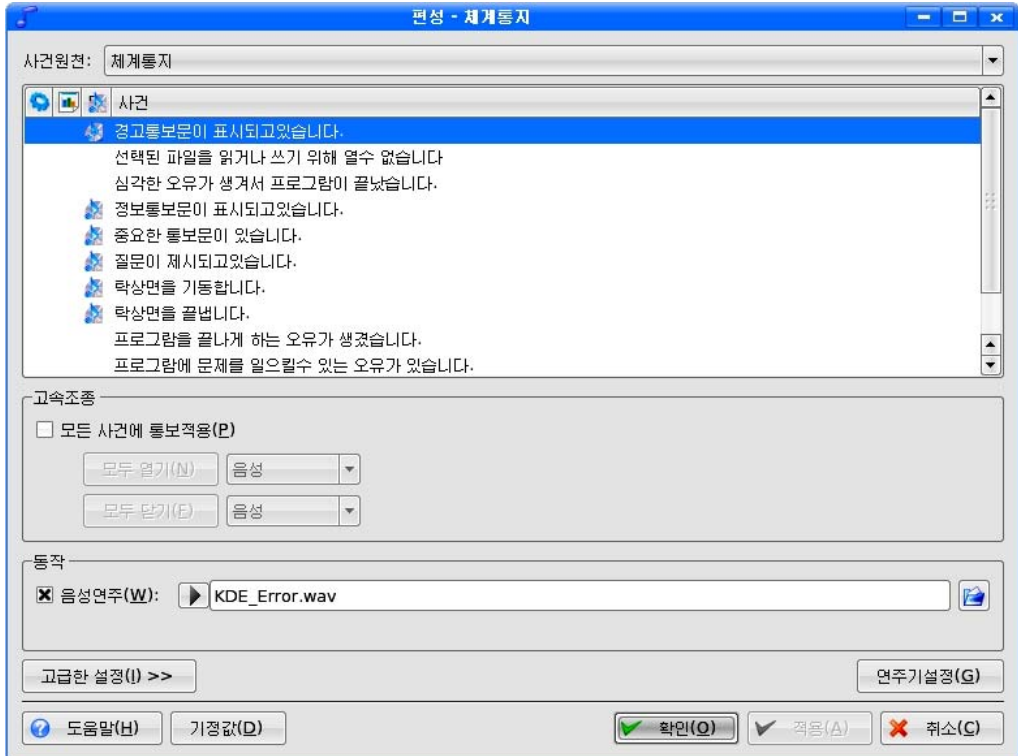 편성 - 체계통지
사건원천: 체계통지
사건
경고통보문이 표시되고있습니다.
선택된 파일을 읽거나 쓰기 위해 열수 없습니다
심각한 오유가 생겨서 프로그람이 끝났습니다.
정보통보문이 표시되고있습니다.
중요한 통보문이 있습니다.
질문이 제시되고있습니다.
탁상면을 기동합니다.
탁상면을 끝냅니다.
프로그람을 끝나게 하는 오유가 생겼습니다.
프로그람에 문제를 일으킬수 있는 오유가 있습니다.
고속조종
모든 사건에 통보적용(P)
모두 열기(N) 음성
모두 닫기(F) 음성
동작
음성연주(W): KDE_Error.wav
고급한 설정(I) >> 연주기설정(G)
도움말(H) 기정값(D) 확인(O) 적용(A) 취소(C)